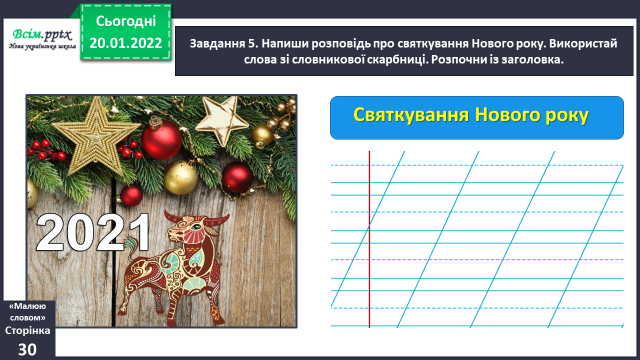 Всім.pptx
Нова українська школа
Сьогодні
20.01.2022
Завдання 5. Напиши розповідь про святкування Нового року. Використай
слова зі словникової скарбниці. Розпочни із заголовка.
2021
Святкування Нового року
«Малюю
словом»
Сторінка
30